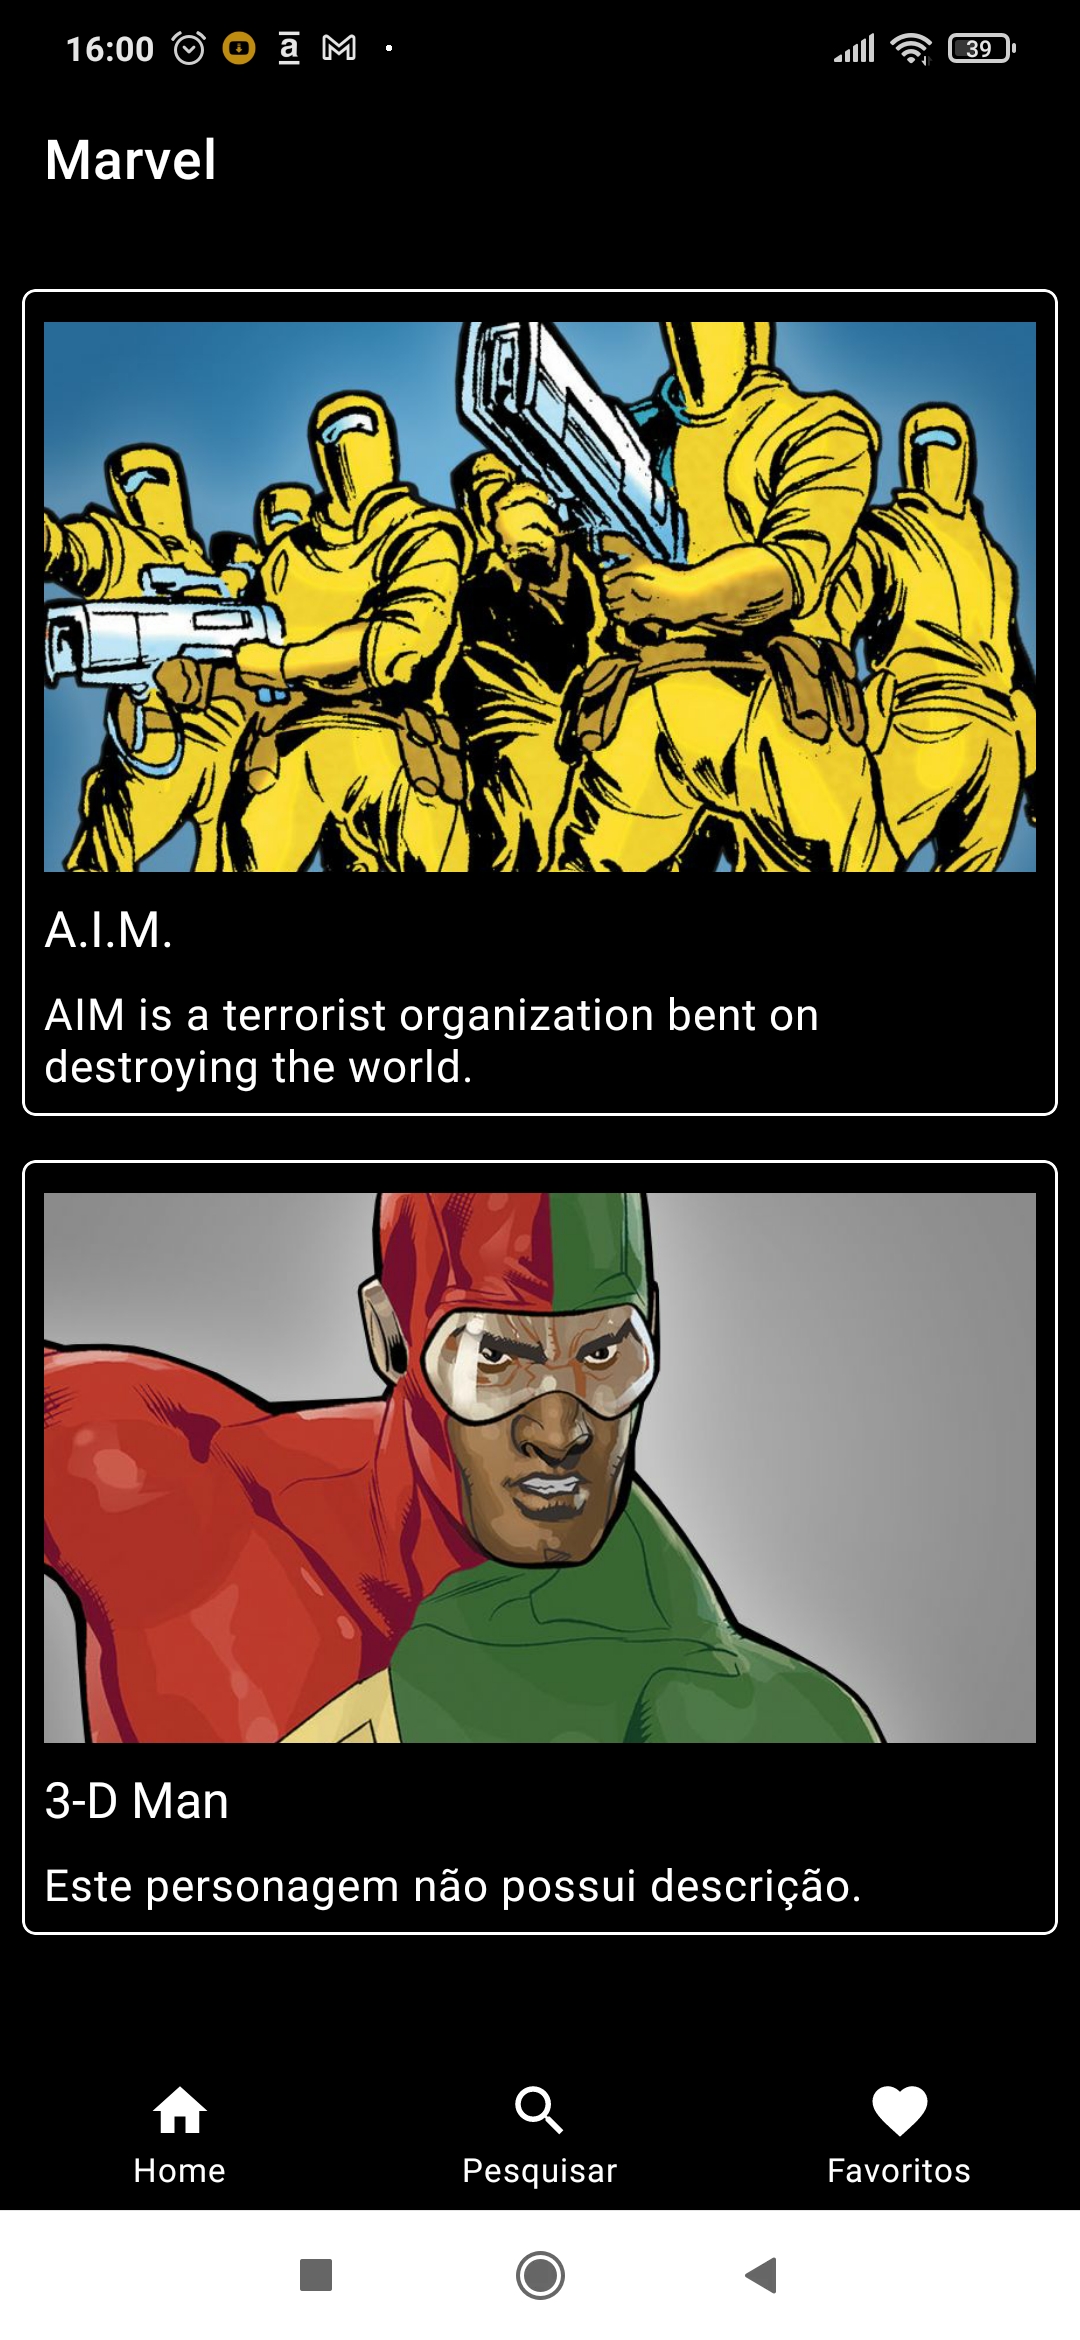 16:00
39
Marvel
A.I.M.
AIM is a terrorist organization bent on
destroying the world.
3-D Man
Este personagem não possui descrição.
Home
Pesquisar
Favoritos